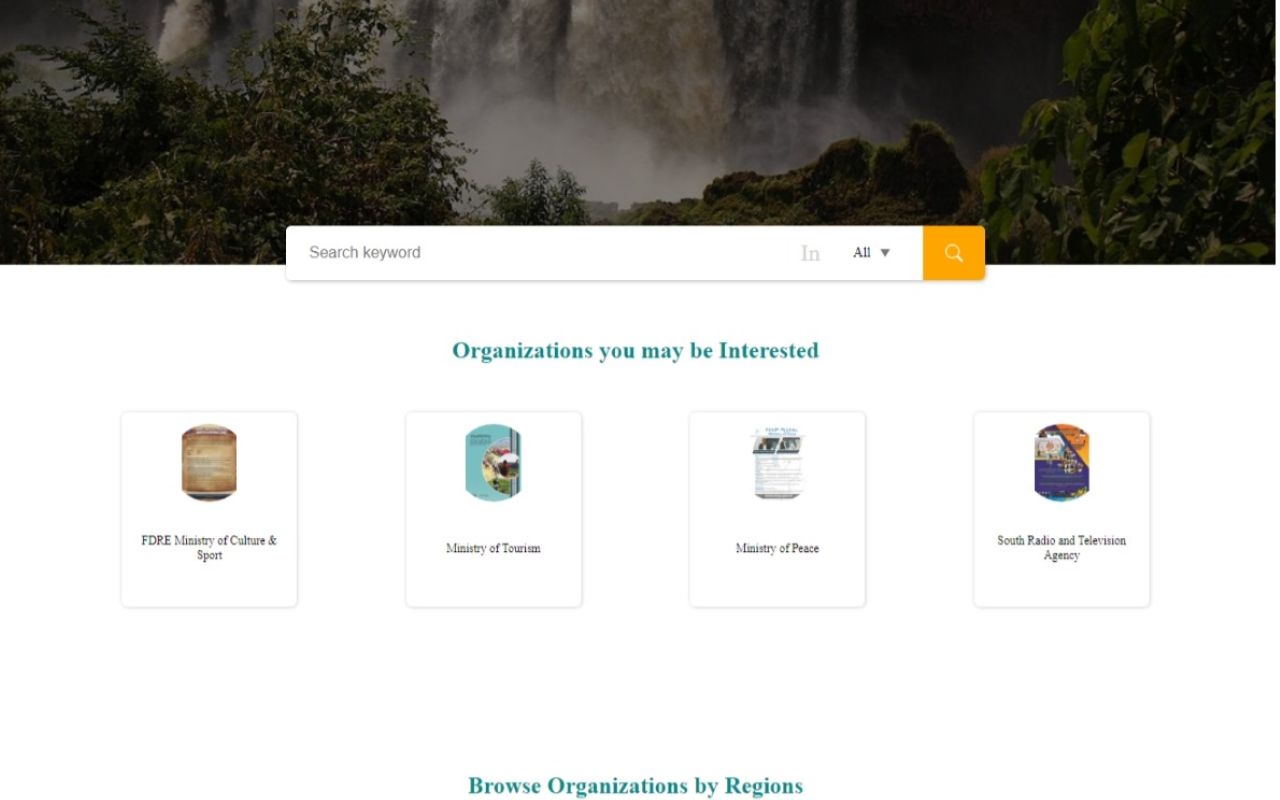 Search keyword In All
Organizations you may be Interested
FDRE Ministry of Culture &
Sport
Ministry of Tourism
Ministry of Peace
South Radio and Television
Agency
Browse Organizations by Regions